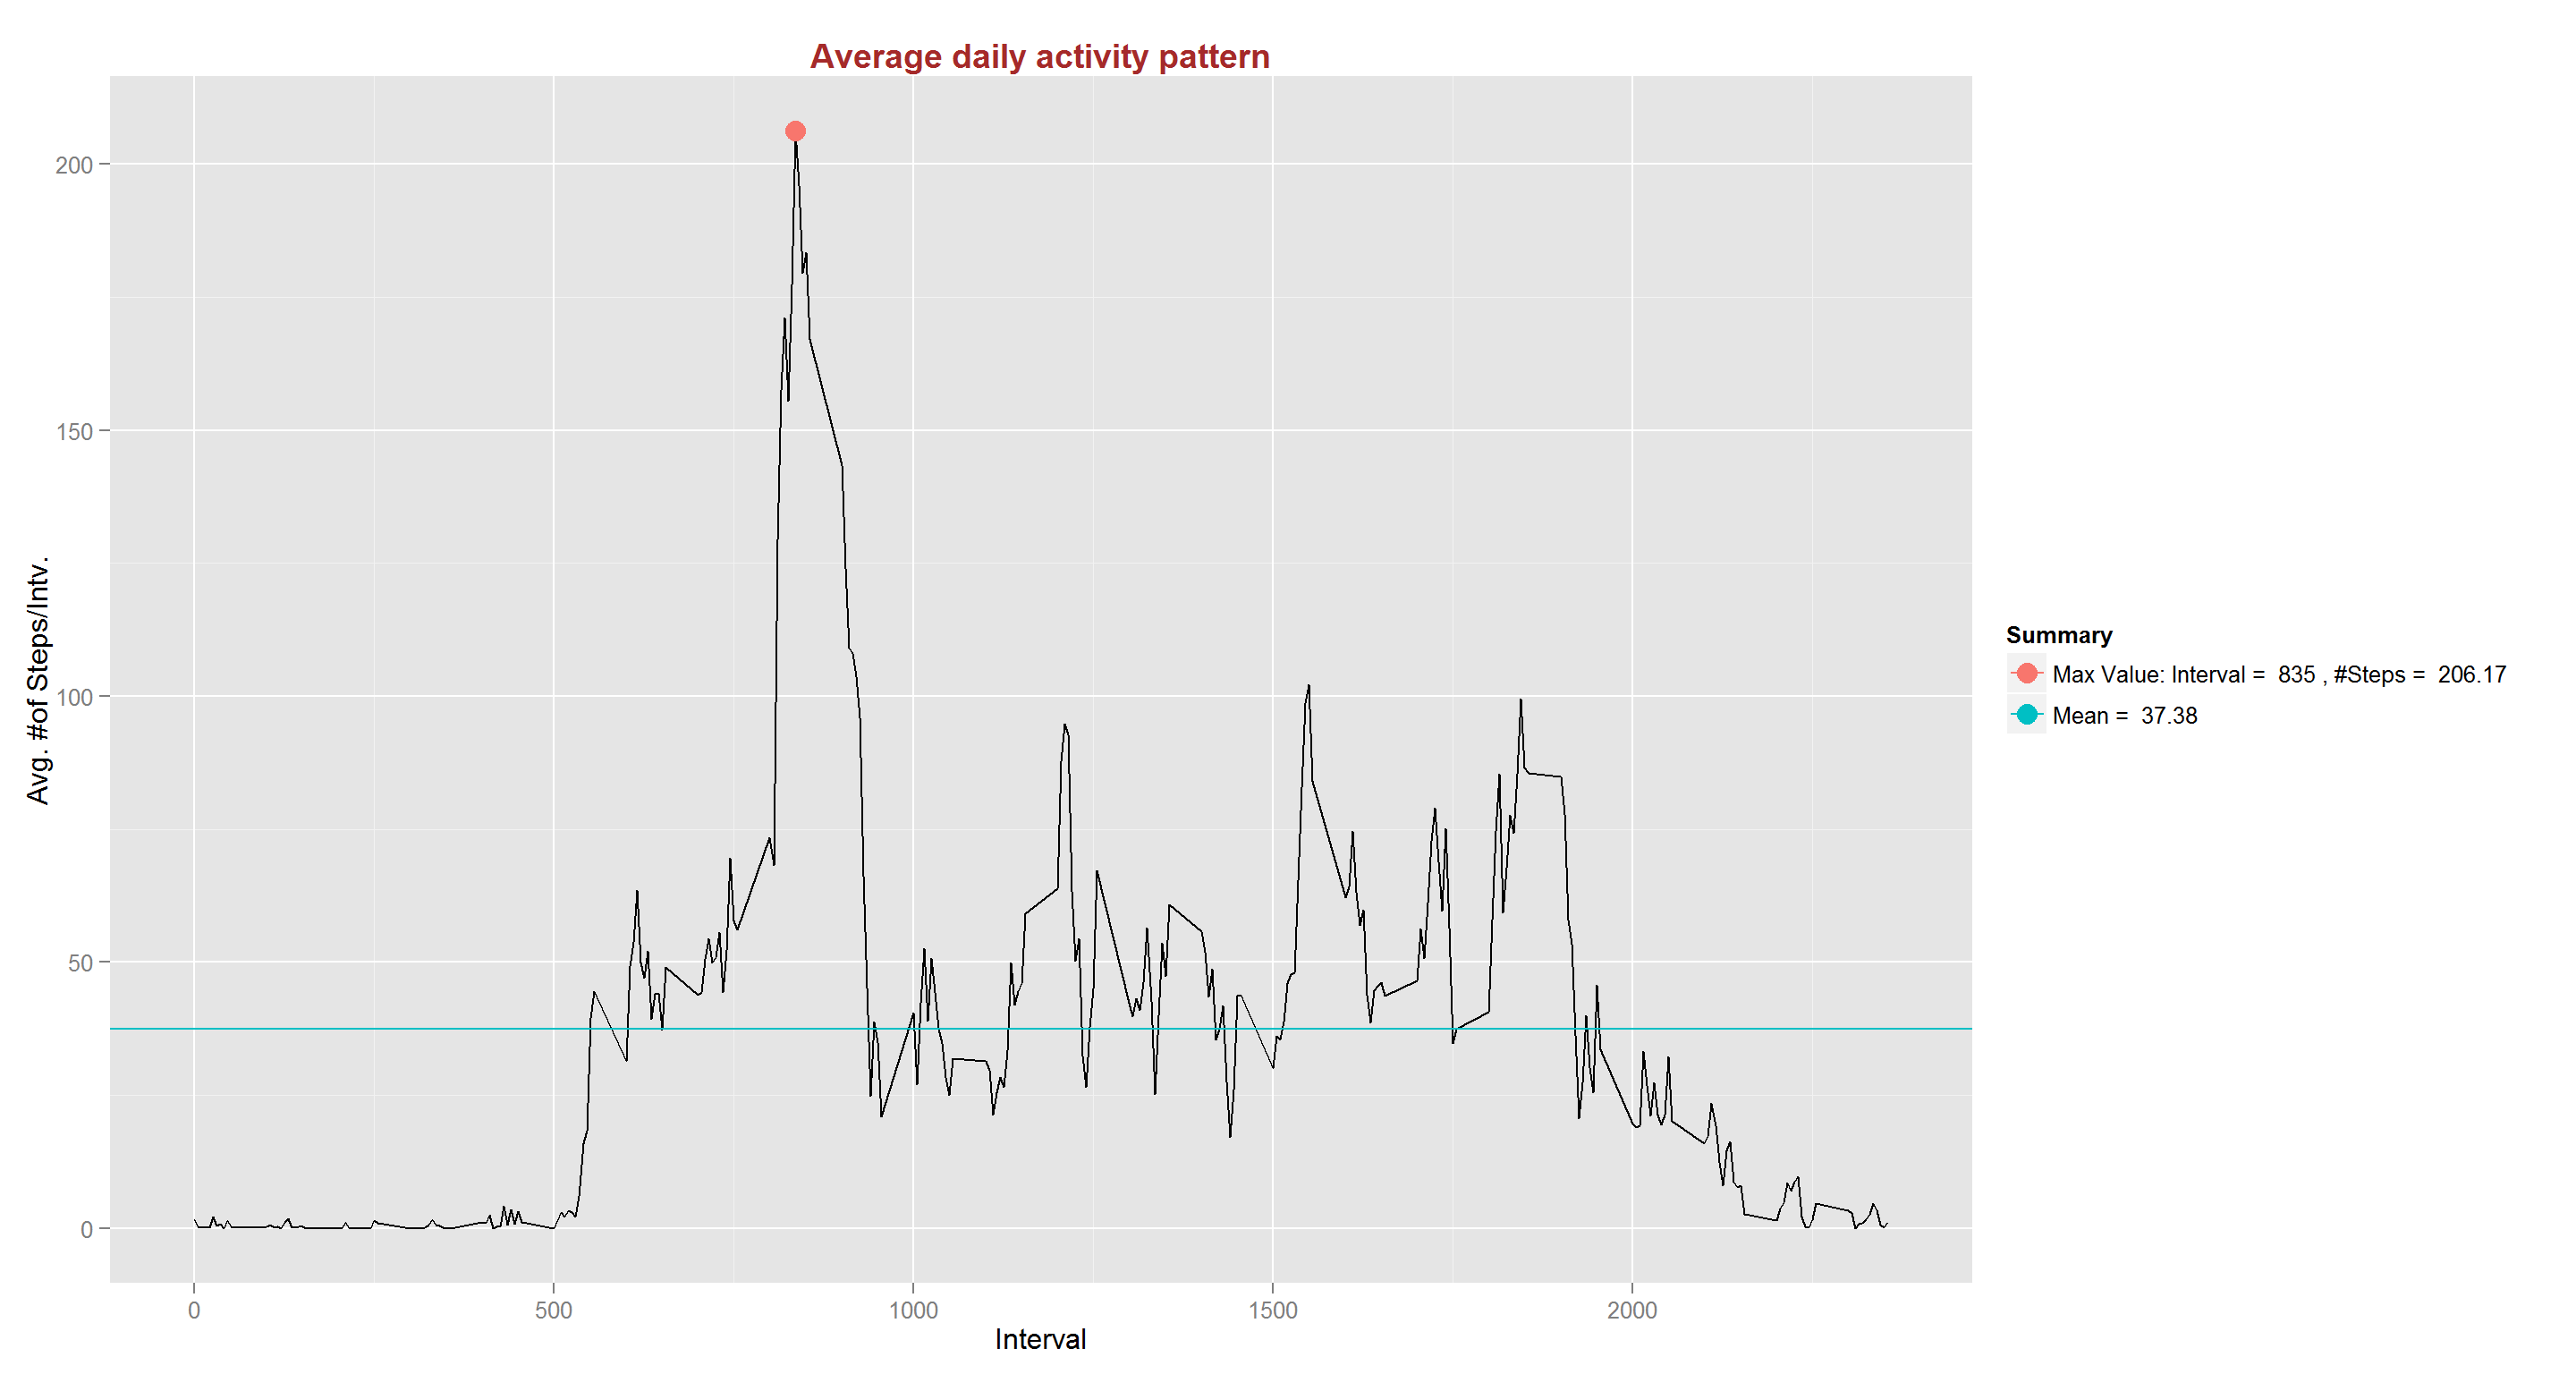 Average daily activity pattern
200
150
100
50
0
Avg. #of Steps/Intv.
0 500 1000 1500 2000
Interval
Summary
Max Value: Interval =  835 , #Steps =  206.17
Mean =  37.38